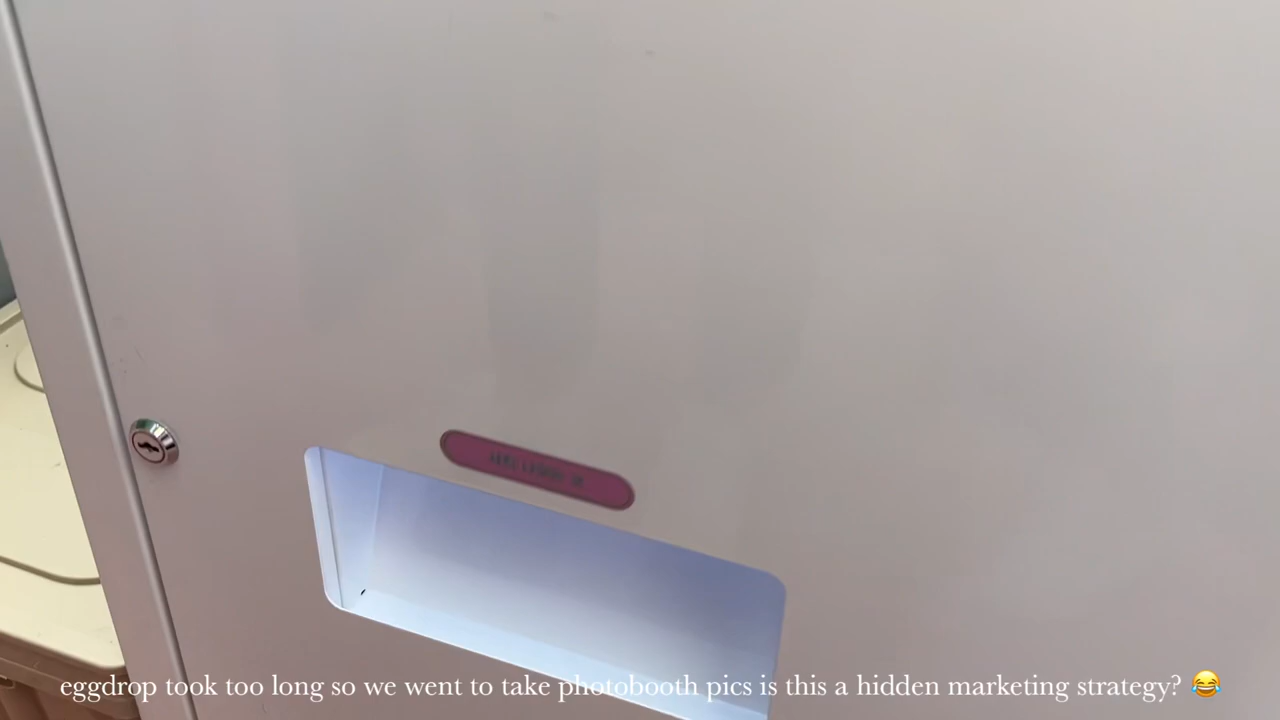 eggdrop took too long so we went to take photobooth pics is this a hidden marketing strategy? 😂